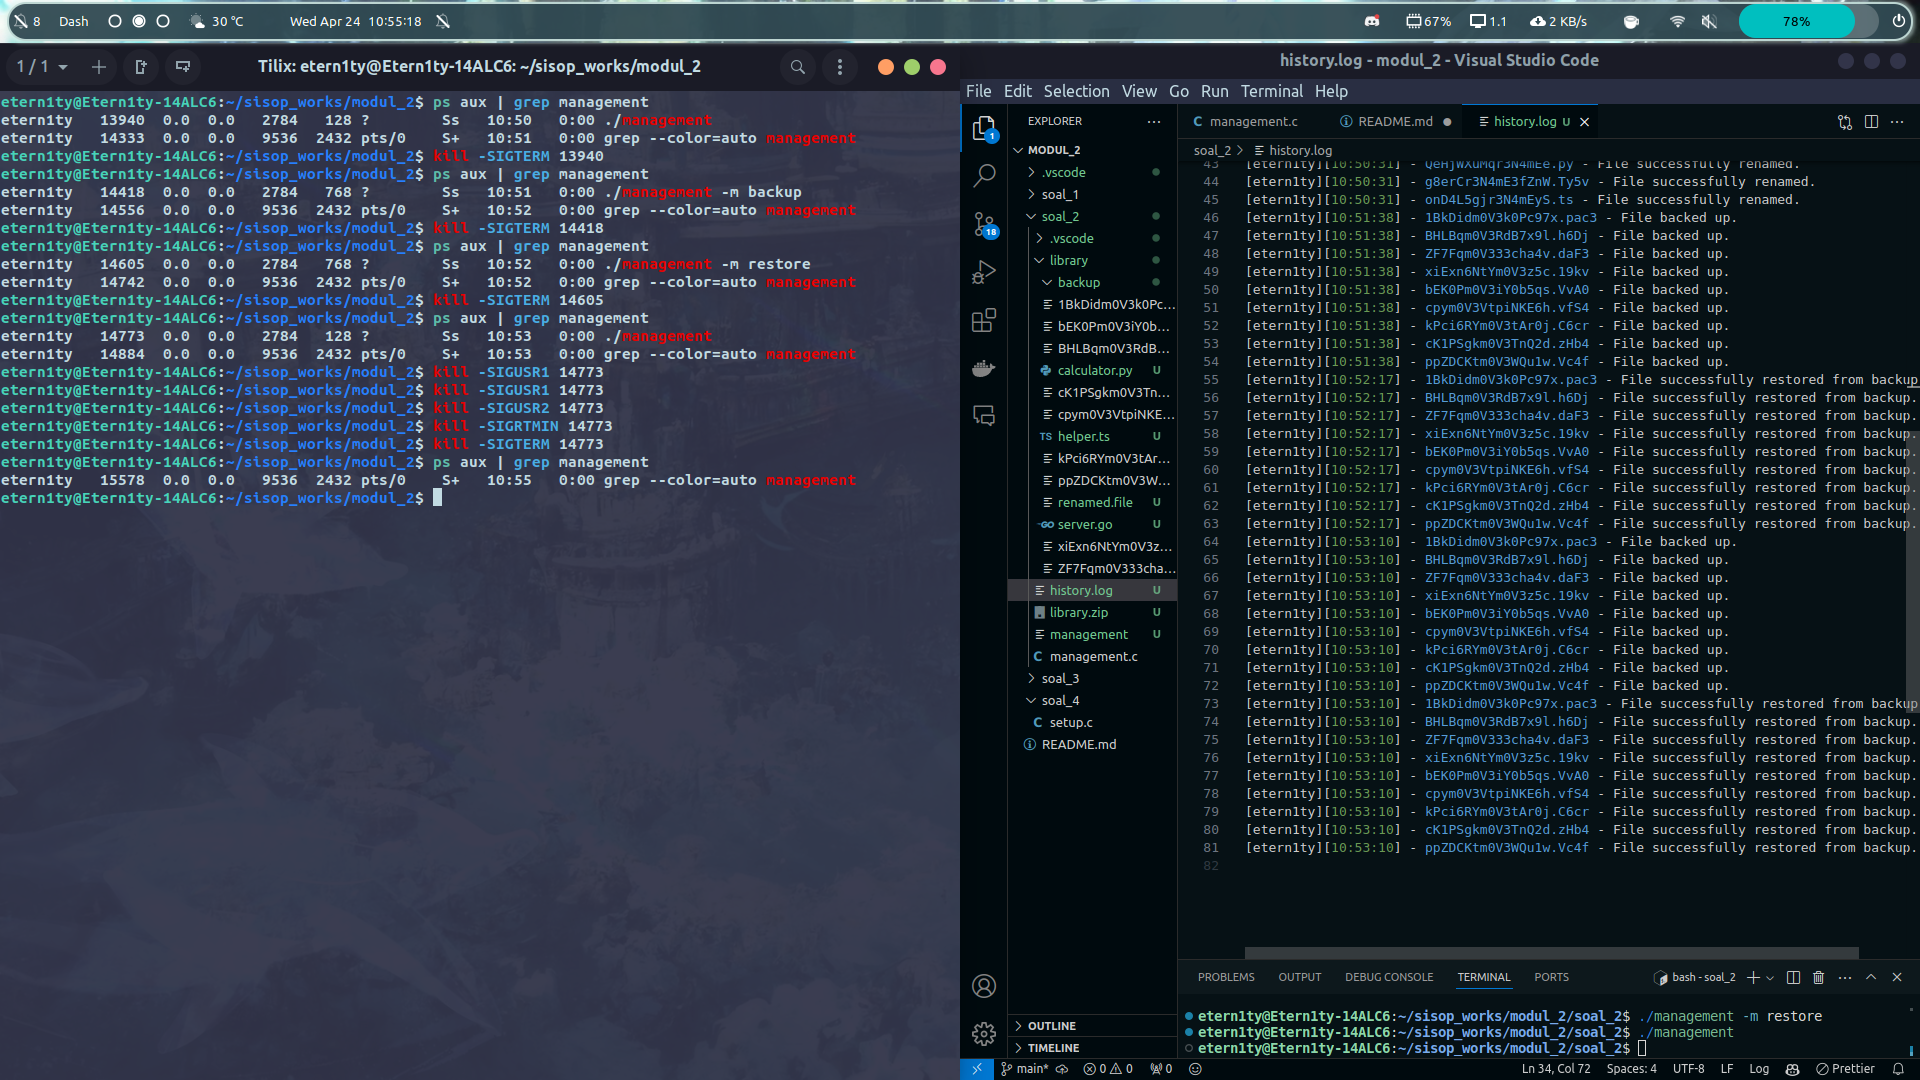 8 Dash 30 °C Wed Apr 24 10:55:18 67% 1.1 2 KB/s 78%
1 / 1 Tilix: etern1ty@Etern1ty-14ALC6: ~/sisop_works/modul_2
etern1ty@Etern1ty-14ALC6:~/sisop_works/modul_2$ ps aux | grep management
etern1ty 13940 0.0 0.0 2784 128 ? Ss 10:50 0:00 ./management
etern1ty 14333 0.0 0.0 9536 2432 pts/0 S+ 10:51 0:00 grep --color=auto management
etern1ty@Etern1ty-14ALC6:~/sisop_works/modul_2$ kill -SIGTERM 13940
etern1ty@Etern1ty-14ALC6:~/sisop_works/modul_2$ ps aux | grep management
etern1ty 14418 0.0 0.0 2784 768 ? Ss 10:51 0:00 ./management -m backup
etern1ty 14556 0.0 0.0 9536 2432 pts/0 S+ 10:52 0:00 grep --color=auto management
etern1ty@Etern1ty-14ALC6:~/sisop_works/modul_2$ kill -SIGTERM 14418
etern1ty@Etern1ty-14ALC6:~/sisop_works/modul_2$ ps aux | grep management
etern1ty 14605 0.0 0.0 2784 768 ? Ss 10:52 0:00 ./management -m restore
etern1ty 14742 0.0 0.0 9536 2432 pts/0 S+ 10:52 0:00 grep --color=auto management
etern1ty@Etern1ty-14ALC6:~/sisop_works/modul_2$ kill -SIGTERM 14605
etern1ty@Etern1ty-14ALC6:~/sisop_works/modul_2$ ps aux | grep management
etern1ty 14773 0.0 0.0 2784 128 ? Ss 10:53 0:00 ./management
etern1ty 14884 0.0 0.0 9536 2432 pts/0 S+ 10:53 0:00 grep --color=auto management
etern1ty@Etern1ty-14ALC6:~/sisop_works/modul_2$ kill -SIGUSR1 14773
etern1ty@Etern1ty-14ALC6:~/sisop_works/modul_2$ kill -SIGUSR1 14773
etern1ty@Etern1ty-14ALC6:~/sisop_works/modul_2$ kill -SIGUSR2 14773
etern1ty@Etern1ty-14ALC6:~/sisop_works/modul_2$ kill -SIGRTMIN 14773
etern1ty@Etern1ty-14ALC6:~/sisop_works/modul_2$ kill -SIGTERM 14773
etern1ty@Etern1ty-14ALC6:~/sisop_works/modul_2$ ps aux | grep management
etern1ty 15578 0.0 0.0 9536 2432 pts/0 S+ 10:55 0:00 grep --color=auto management
etern1ty@Etern1ty-14ALC6:~/sisop_works/modul_2$
history.log - modul_2 - Visual Studio Code
File Edit Selection View Go Run Terminal Help
1
18
EXPLORER ...
MODUL_2
.vscode
soal_1
soal_2
.vscode
library
backup
1BkDidm0V3k0Pc...
bEK0Pm0V3iY0b...
BHLBqm0V3RdB...
calculator.py U
cK1PSgkm0V3Tn...
cpym0V3VtpiNKE...
TS helper.ts U
kPci6RYm0V3tAr...
ppZDCKtm0V3W...
renamed.file U
GO server.go U
xiExn6NtYm0V3z...
ZF7Fqm0V333cha...
history.log U
library.zip U
management U
C management.c
soal_3
soal_4
C setup.c
README.md
OUTLINE
TIMELINE
C management.c README.md history.log U
soal_2 > history.log
43 [etern1ty][10:50:31] - QeHjWXuMqr3N4mEe.py - File successfully renamed.
44 [etern1ty][10:50:31] - g8erCr3N4mE3fZnW.Ty5v - File successfully renamed.
45 [etern1ty][10:50:31] - onD4L5gjr3N4mEyS.ts - File successfully renamed.
46 [etern1ty][10:51:38] - 1BkDidm0V3k0Pc97x.pac3 - File backed up.
47 [etern1ty][10:51:38] - BHLBqm0V3RdB7x9l.h6Dj - File backed up.
48 [etern1ty][10:51:38] - ZF7Fqm0V333cha4v.daF3 - File backed up.
49 [etern1ty][10:51:38] - xiExn6NtYm0V3z5c.19kv - File backed up.
50 [etern1ty][10:51:38] - bEK0Pm0V3iY0b5qs.VvA0 - File backed up.
51 [etern1ty][10:51:38] - cpym0V3VtpiNKE6h.vfS4 - File backed up.
52 [etern1ty][10:51:38] - kPci6RYm0V3tAr0j.C6cr - File backed up.
53 [etern1ty][10:51:38] - cK1PSgkm0V3TnQ2d.zHb4 - File backed up.
54 [etern1ty][10:51:38] - ppZDCKtm0V3WQu1w.Vc4f - File backed up.
55 [etern1ty][10:52:17] - 1BkDidm0V3k0Pc97x.pac3 - File successfully restored from backup
56 [etern1ty][10:52:17] - BHLBqm0V3RdB7x9l.h6Dj - File successfully restored from backup.
57 [etern1ty][10:52:17] - ZF7Fqm0V333cha4v.daF3 - File successfully restored from backup.
58 [etern1ty][10:52:17] - xiExn6NtYm0V3z5c.19kv - File successfully restored from backup.
59 [etern1ty][10:52:17] - bEK0Pm0V3iY0b5qs.VvA0 - File successfully restored from backup.
60 [etern1ty][10:52:17] - cpym0V3VtpiNKE6h.vfS4 - File successfully restored from backup.
61 [etern1ty][10:52:17] - kPci6RYm0V3tAr0j.C6cr - File successfully restored from backup.
62 [etern1ty][10:52:17] - cK1PSgkm0V3TnQ2d.zHb4 - File successfully restored from backup.
63 [etern1ty][10:52:17] - ppZDCKtm0V3WQu1w.Vc4f - File successfully restored from backup.
64 [etern1ty][10:53:10] - 1BkDidm0V3k0Pc97x.pac3 - File backed up.
65 [etern1ty][10:53:10] - BHLBqm0V3RdB7x9l.h6Dj - File backed up.
66 [etern1ty][10:53:10] - ZF7Fqm0V333cha4v.daF3 - File backed up.
67 [etern1ty][10:53:10] - xiExn6NtYm0V3z5c.19kv - File backed up.
68 [etern1ty][10:53:10] - bEK0Pm0V3iY0b5qs.VvA0 - File backed up.
69 [etern1ty][10:53:10] - cpym0V3VtpiNKE6h.vfS4 - File backed up.
70 [etern1ty][10:53:10] - kPci6RYm0V3tAr0j.C6cr - File backed up.
71 [etern1ty][10:53:10] - cK1PSgkm0V3TnQ2d.zHb4 - File backed up.
72 [etern1ty][10:53:10] - ppZDCKtm0V3WQu1w.Vc4f - File backed up.
73 [etern1ty][10:53:10] - 1BkDidm0V3k0Pc97x.pac3 - File successfully restored from backup
74 [etern1ty][10:53:10] - BHLBqm0V3RdB7x9l.h6Dj - File successfully restored from backup.
75 [etern1ty][10:53:10] - ZF7Fqm0V333cha4v.daF3 - File successfully restored from backup.
76 [etern1ty][10:53:10] - xiExn6NtYm0V3z5c.19kv - File successfully restored from backup.
77 [etern1ty][10:53:10] - bEK0Pm0V3iY0b5qs.VvA0 - File successfully restored from backup.
78 [etern1ty][10:53:10] - cpym0V3VtpiNKE6h.vfS4 - File successfully restored from backup.
79 [etern1ty][10:53:10] - kPci6RYm0V3tAr0j.C6cr - File successfully restored from backup.
80 [etern1ty][10:53:10] - cK1PSgkm0V3TnQ2d.zHb4 - File successfully restored from backup.
81 [etern1ty][10:53:10] - ppZDCKtm0V3WQu1w.Vc4f - File successfully restored from backup.
82
PROBLEMS OUTPUT DEBUG CONSOLE TERMINAL PORTS bash - soal_2
etern1ty@Etern1ty-14ALC6:~/sisop_works/modul_2/soal_2$ ./management -m restore
etern1ty@Etern1ty-14ALC6:~/sisop_works/modul_2/soal_2$ ./management
etern1ty@Etern1ty-14ALC6:~/sisop_works/modul_2/soal_2$
main* 0 0 0 Ln 34, Col 72 Spaces: 4 UTF-8 LF Log Prettier